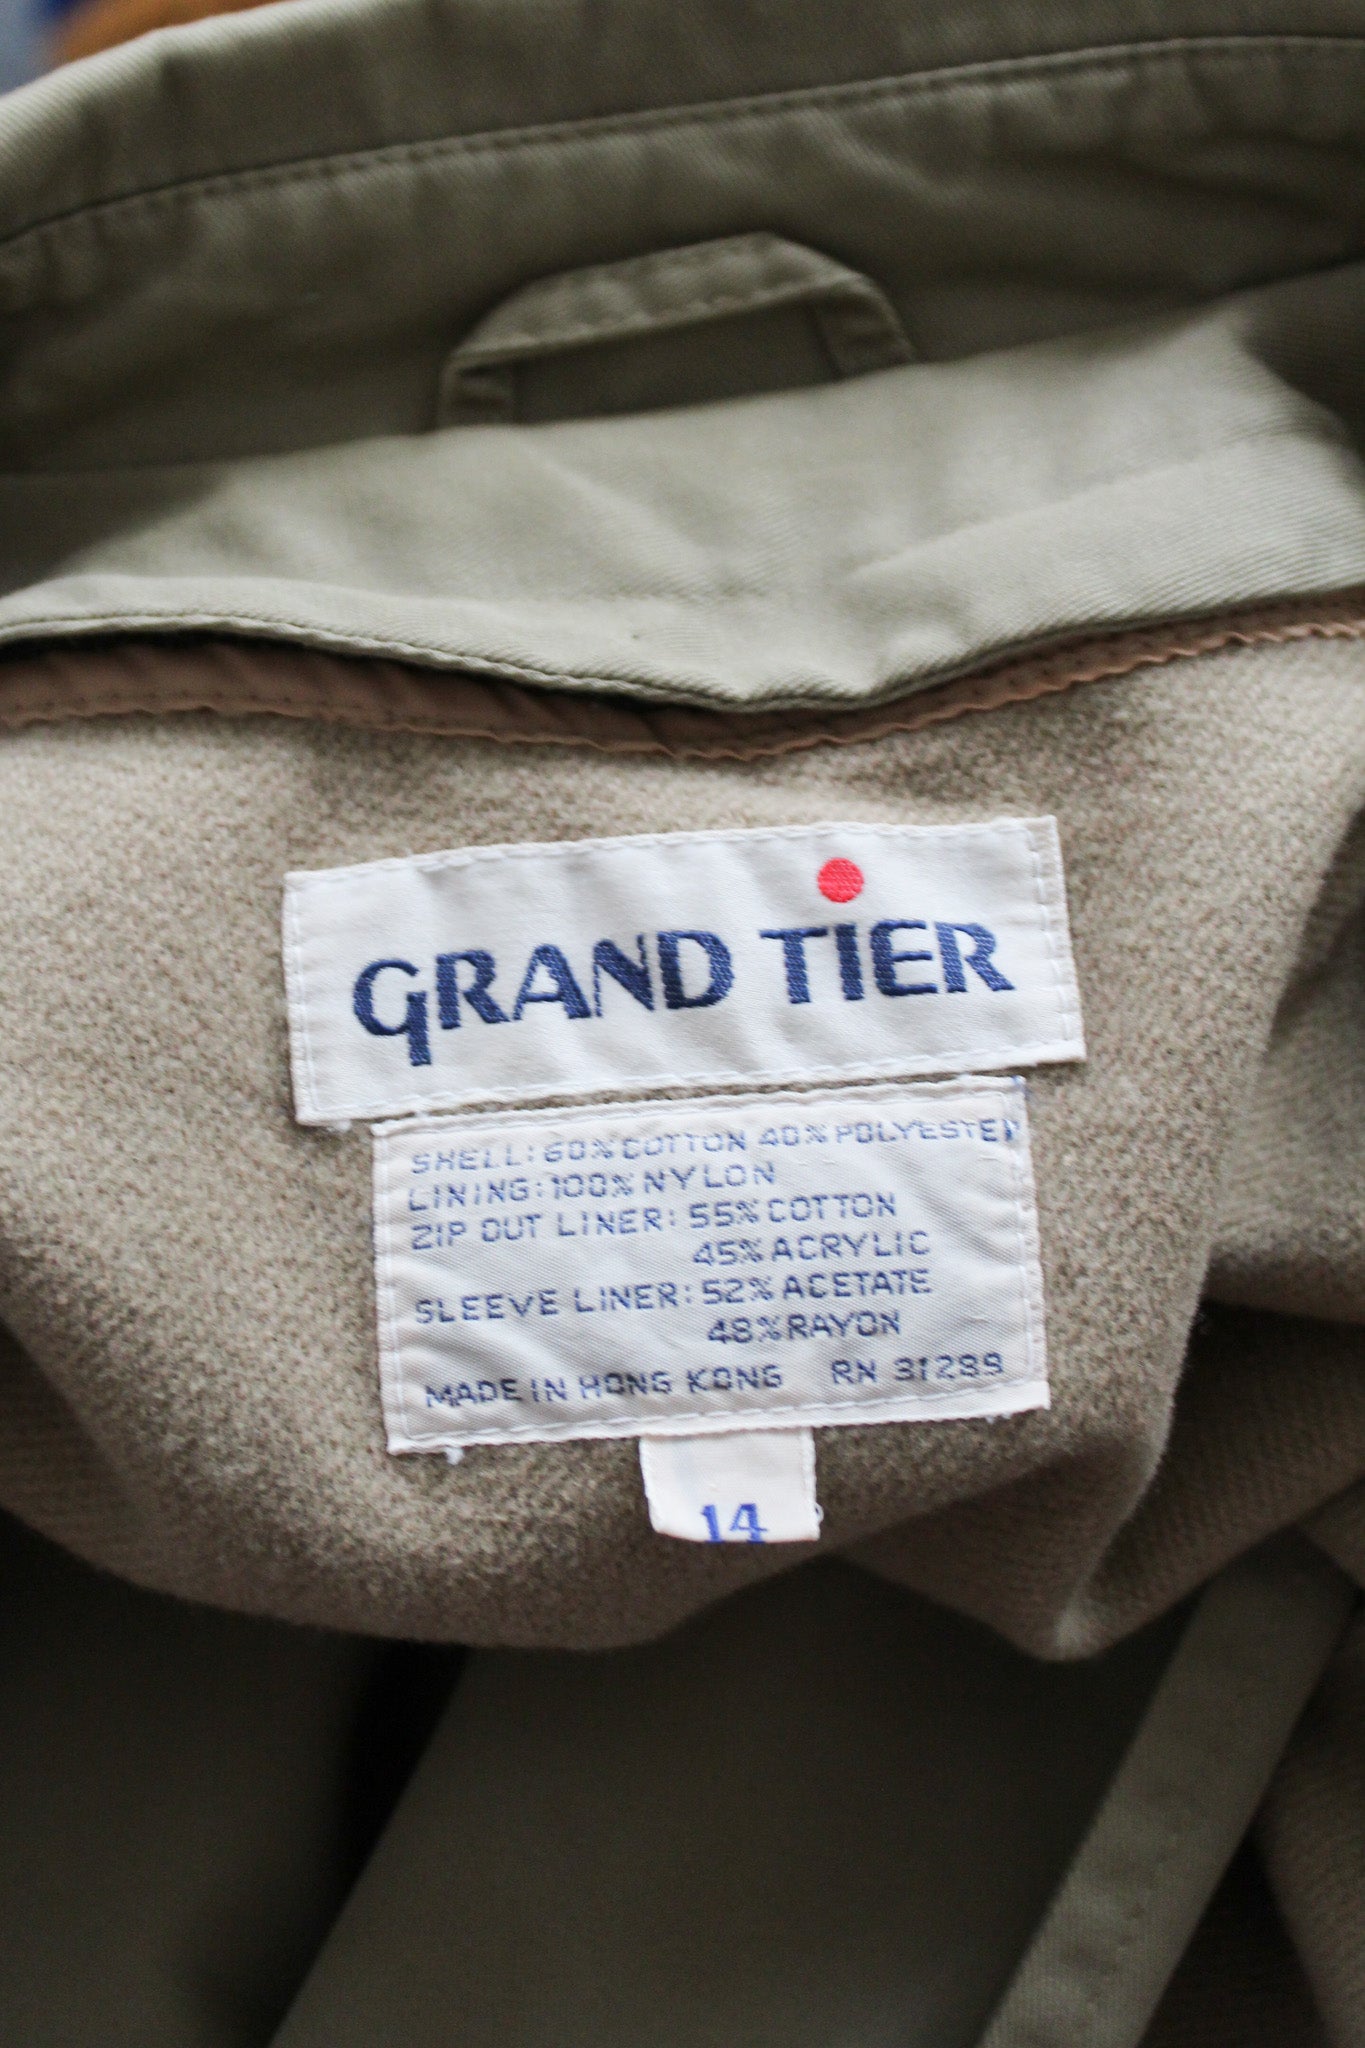 GRAND TIER
SHELL: 60% COTTON 40% POLYESTER
LINING: 100% NYLON
ZIP OUT LINER: 55% COTTON
45% ACRYLIC
SLEEVE LINER: 52% ACETATE
48% RAYON
MADE IN HONG KONG RN 31289
14